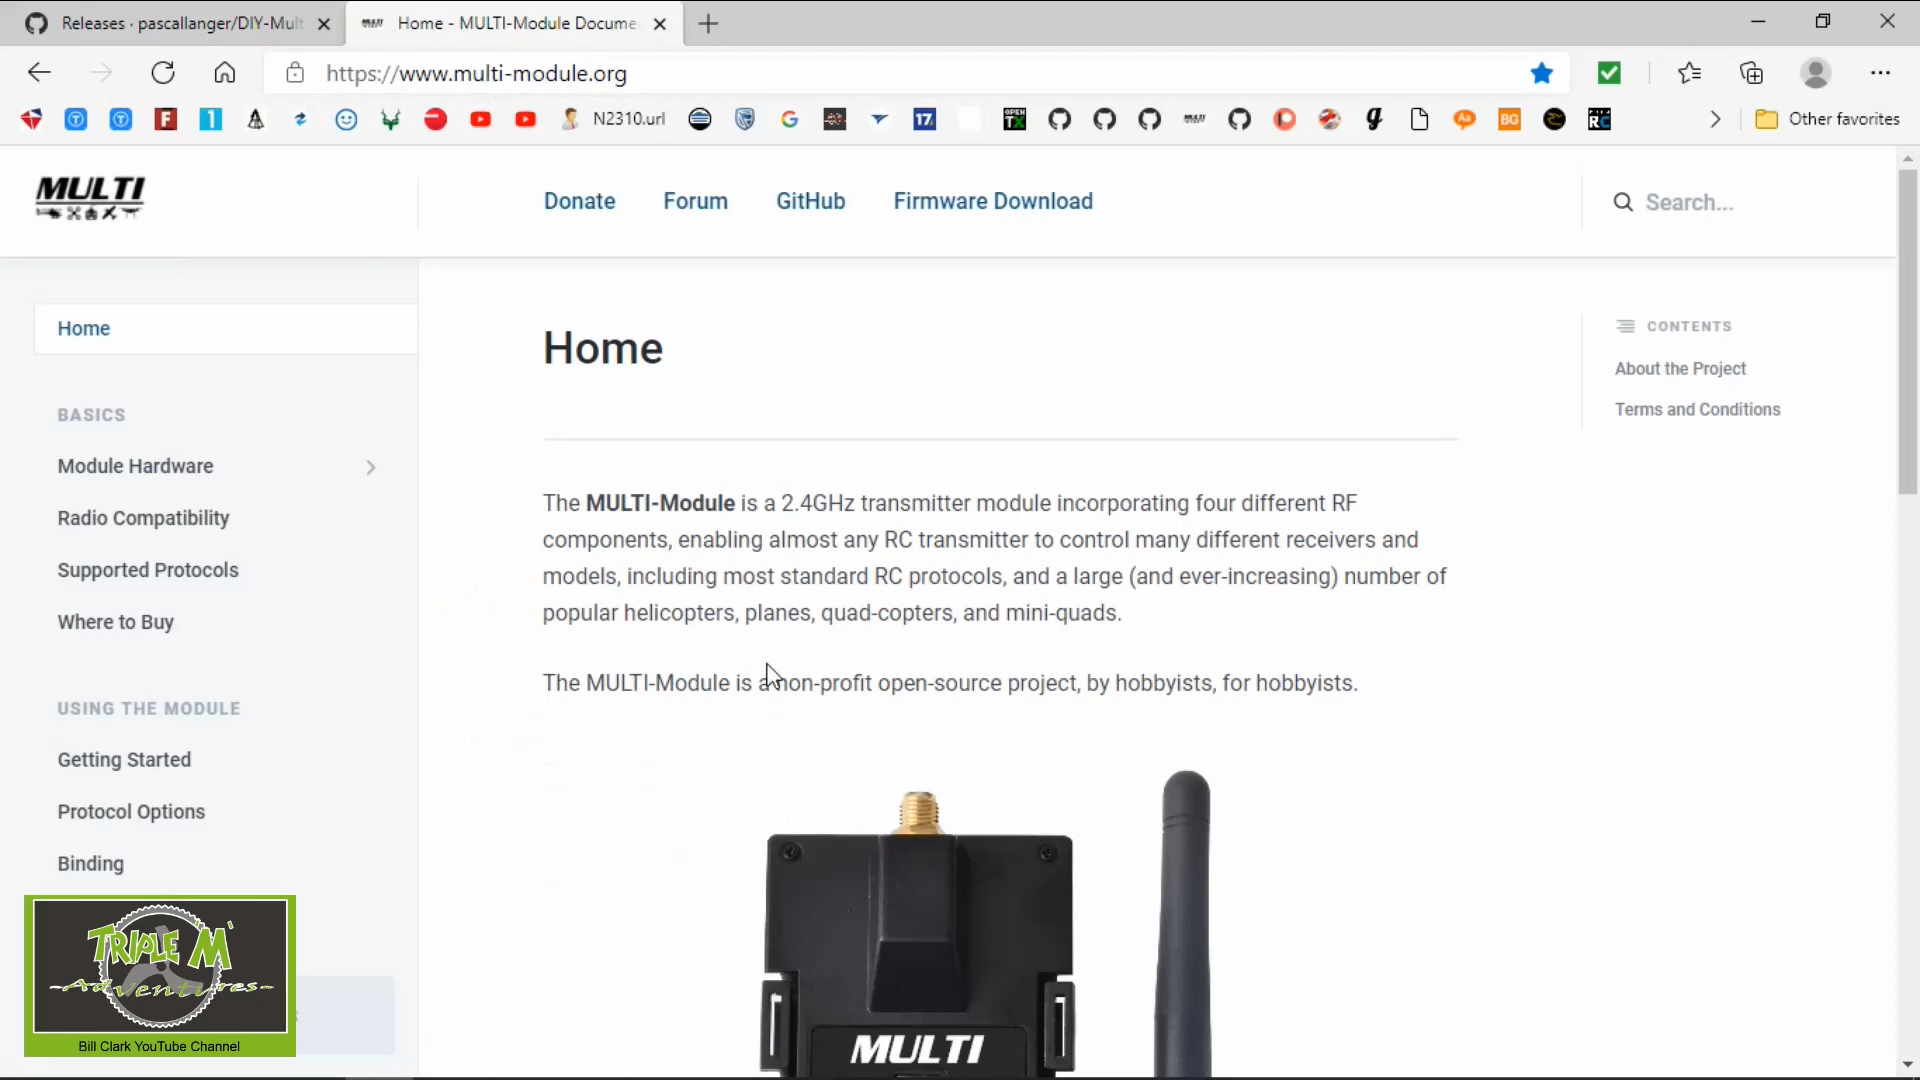 Releases · pascallanger/DIY-Mult
Home - MULTI-Module Docume
https://www.multi-module.org
N2310.url
Other favorites
MULTI
Donate
Forum
GitHub
Firmware Download
Search...
Home
BASICS
Module Hardware
Radio Compatibility
Supported Protocols
Where to Buy
USING THE MODULE
Getting Started
Protocol Options
Binding
Home
The MULTI-Module is a 2.4GHz transmitter module incorporating four different RF
components, enabling almost any RC transmitter to control many different receivers and
models, including most standard RC protocols, and a large (and ever-increasing) number of
popular helicopters, planes, quad-copters, and mini-quads.
The MULTI-Module is a non-profit open-source project, by hobbyists, for hobbyists.
MULTI
CONTENTS
About the Project
Terms and Conditions
TRIPLE M
-Adventures-
Bill Clark YouTube Channel